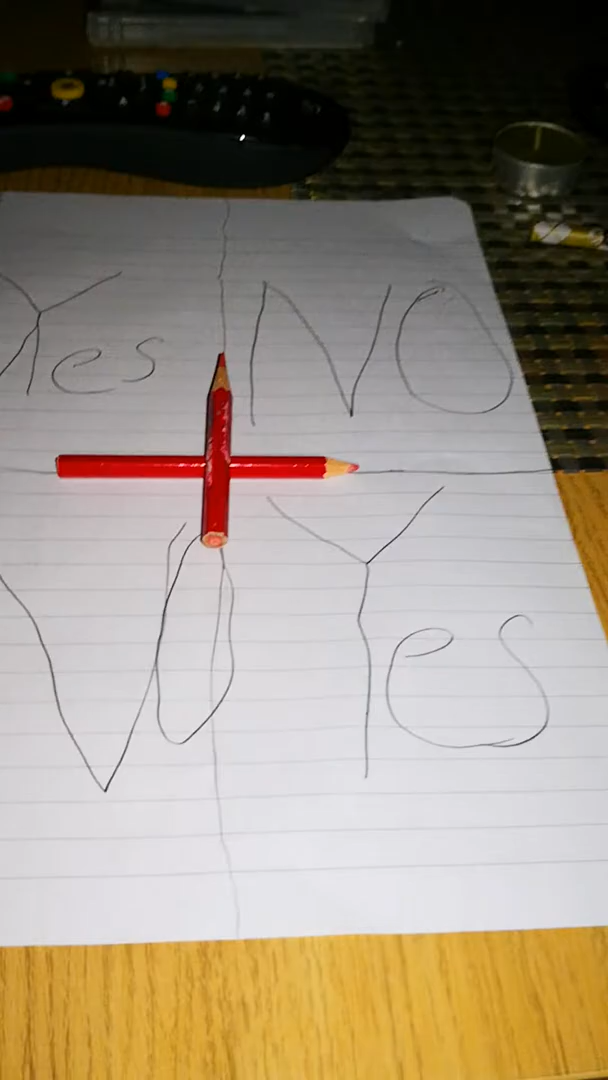 Yes NO
NO Yes